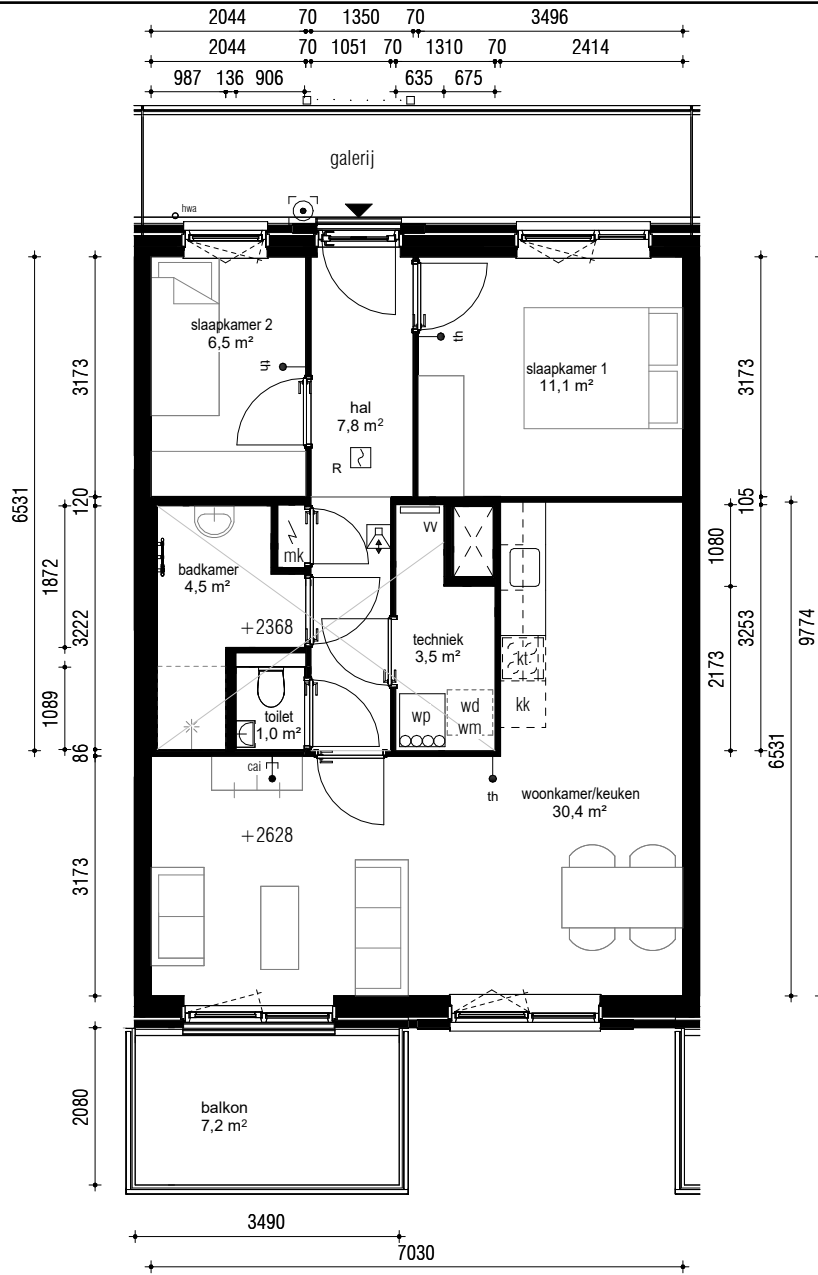 2044 70 1350 70 3496
2044 70 1051 70 1310 70 2414
987 136 906 635 675
galerij
hwa
slaapkamer 2
6,5 m²
th
th
slaapkamer 1
11,1 m²
hal
7,8 m²
R
3173
3173
6531
120
105
mk
vv
badkamer
4,5 m²
+2368
techniek
3,5 m²
1872
3222
1089
86
1080
3253
2173
9774
6531
kt
kk
wp
wd
wm
toilet
1,0 m²
cai
th
woonkamer/keuken
30,4 m²
+2628
3173
balkon
7,2 m²
2080
3490
7030